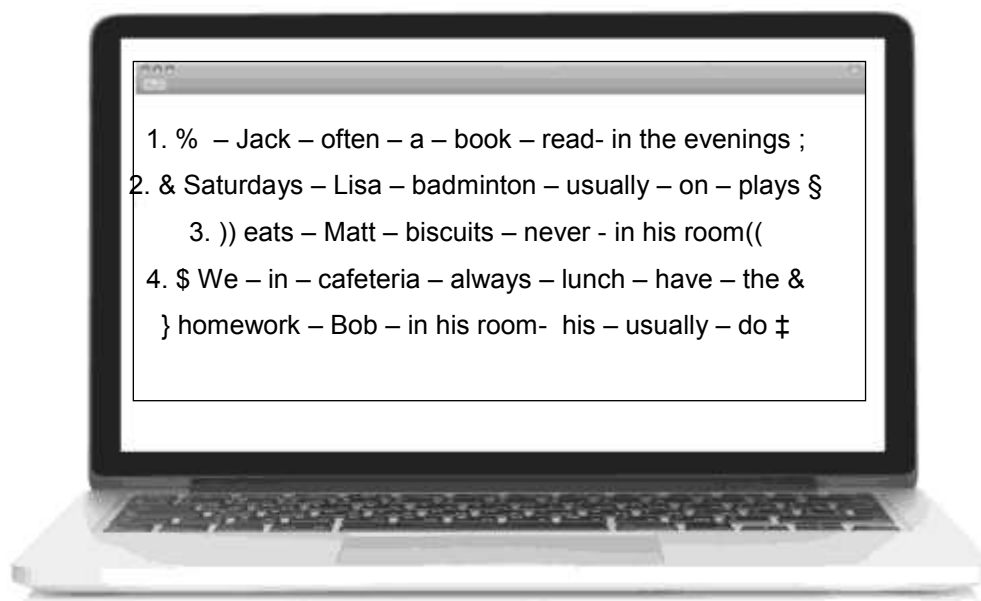 1. % – Jack – often – a – book – read- in the evenings ;
2. & Saturdays – Lisa – badminton – usually – on – plays §
3. )) eats – Matt – biscuits – never - in his room((
4. $ We – in – cafeteria – always – lunch – have – the &
} homework – Bob – in his room- his – usually – do ‡